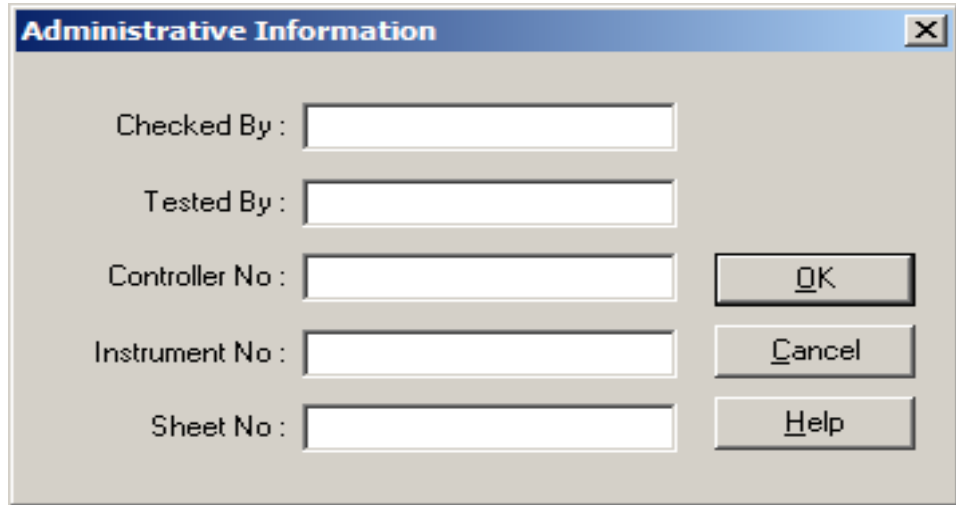 Administrative Information
Checked By :
Tested By :
Controller No :
OK
Instrument No :
Cancel
Sheet No :
Help